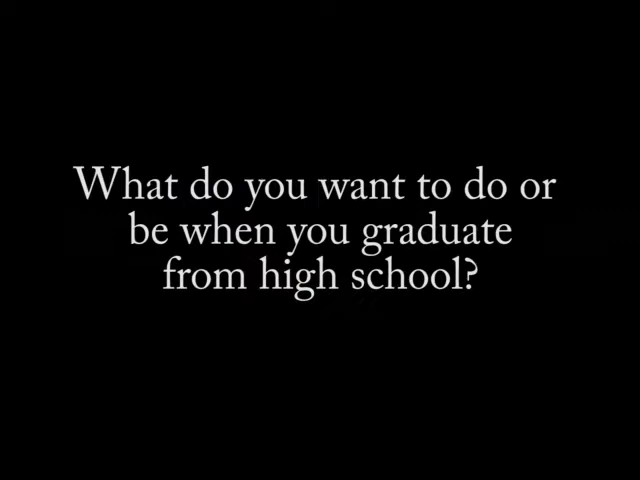 What do you want to do or
be when you graduate
from high school?